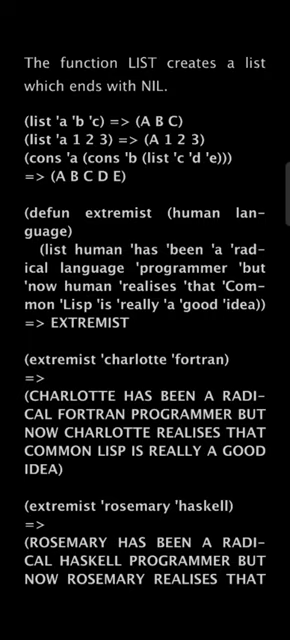 The function LIST creates a list
which ends with NIL.
(list 'a 'b 'c) => (A B C)
(list 'a 1 2 3) => (A 1 2 3)
(cons 'a (cons 'b (list 'c 'd 'e)))
=> (A B C D E)
(defun extremist (human lan-
guage)
(list human 'has 'been 'a 'rad-
ical language 'programmer 'but
'now human 'realises 'that 'Com-
mon 'Lisp 'is 'really 'a 'good 'idea))
=> EXTREMIST
(extremist 'charlotte 'fortran)
=>
(CHARLOTTE HAS BEEN A RADI-
CAL FORTRAN PROGRAMMER BUT
NOW CHARLOTTE REALISES THAT
COMMON LISP IS REALLY A GOOD
IDEA)
(extremist 'rosemary 'haskell)
=>
(ROSEMARY HAS BEEN A RADI-
CAL HASKELL PROGRAMMER BUT
NOW ROSEMARY REALISES THAT